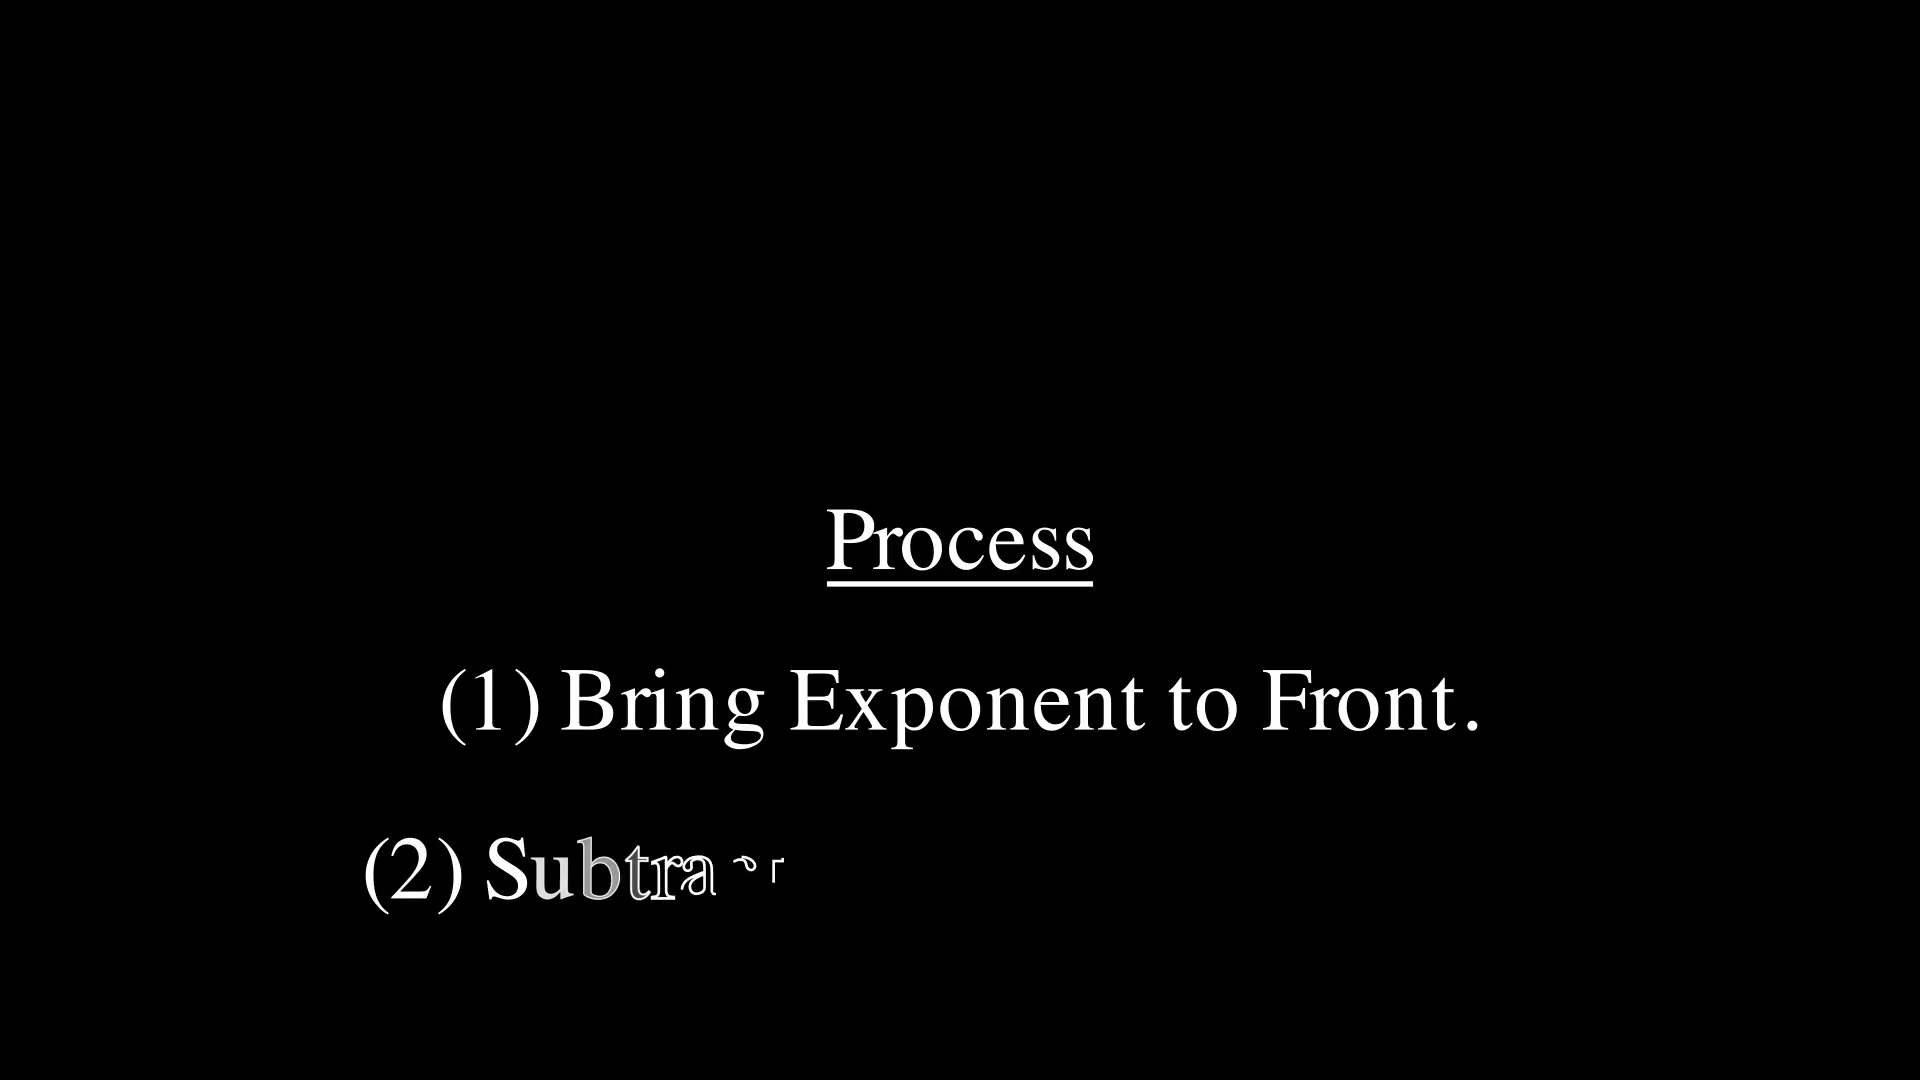 Process
(1) Bring Exponent to Front.
(2) Subtra